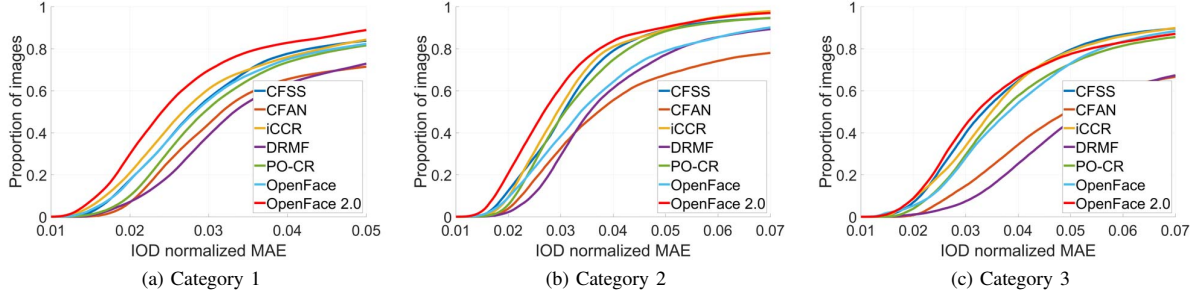 Proportion of images
1
0.8
0.6
0.4
0.2
0
0.01 0.02 0.03 0.04 0.05
IOD normalized MAE
CFSS
CFAN
iCCR
DRMF
PO-CR
OpenFace
OpenFace 2.0
(a) Category 1
Proportion of images
1
0.8
0.6
0.4
0.2
0
0.01 0.02 0.03 0.04 0.05 0.06 0.07
IOD normalized MAE
CFSS
CFAN
iCCR
DRMF
PO-CR
OpenFace
OpenFace 2.0
(b) Category 2
Proportion of images
1
0.8
0.6
0.4
0.2
0
0.01 0.02 0.03 0.04 0.05 0.06 0.07
IOD normalized MAE
CFSS
CFAN
iCCR
DRMF
PO-CR
OpenFace
OpenFace 2.0
(c) Category 3